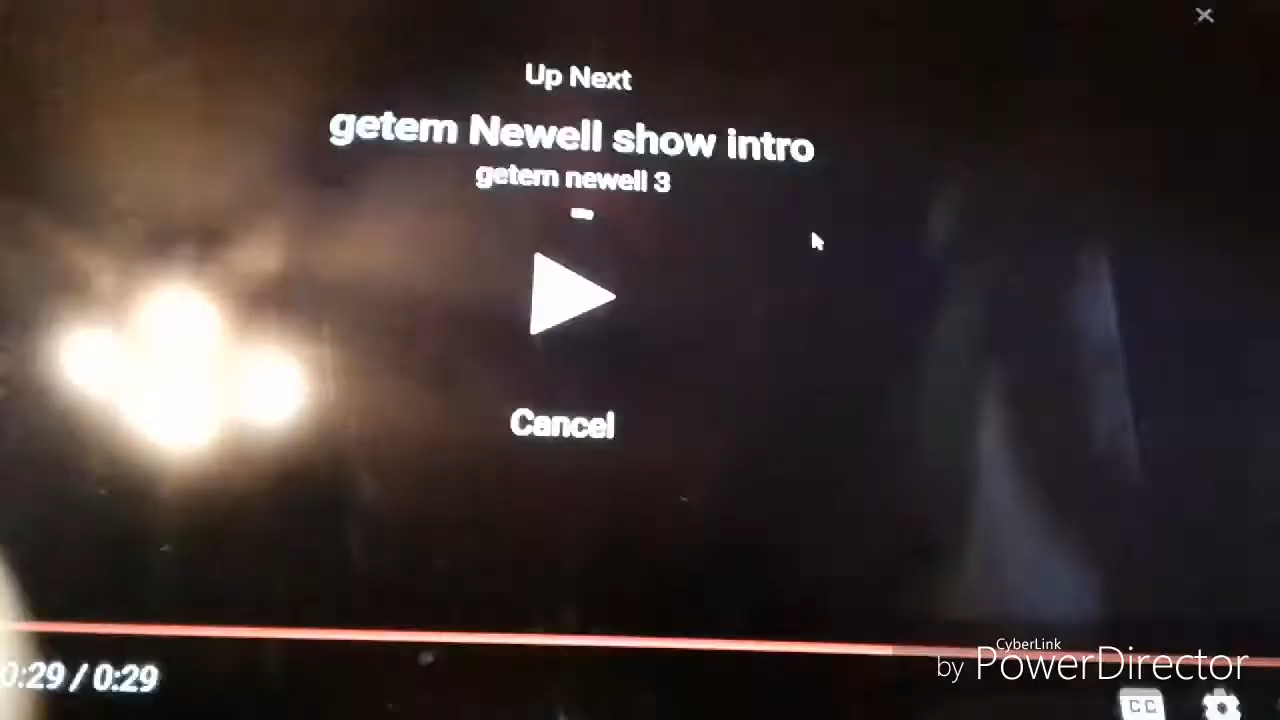 Up Next
getem Newell show intro
getem newell 3
Cancel
CyberLink
by PowerDirector
0:29 / 0:29
CC